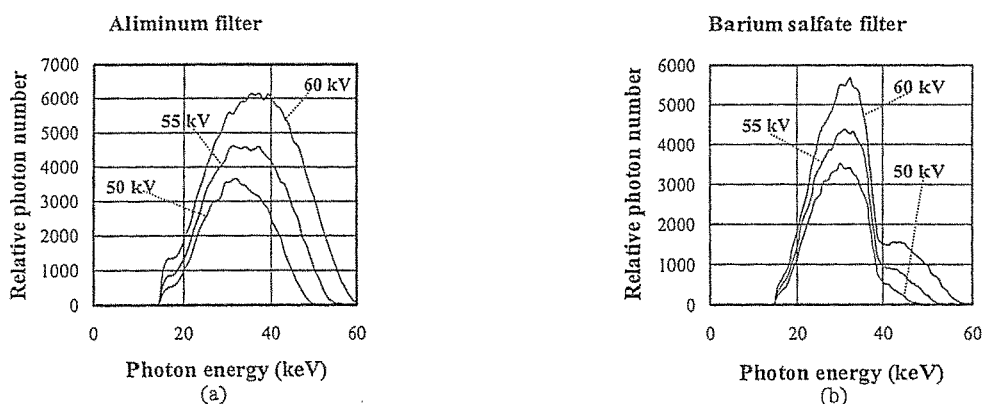 Aliminum filter
Relative photon number
7000
6000
5000
4000
3000
2000
1000
0
60 kV
55 kV
50 kV
0
20
40
60
Photon energy (keV)
(a)
Barium salfate filter
Relative photon number
6000
5000
4000
3000
2000
1000
0
60 kV
55 kV
50 kV
0
20
40
60
Photon energy (keV)
(b)